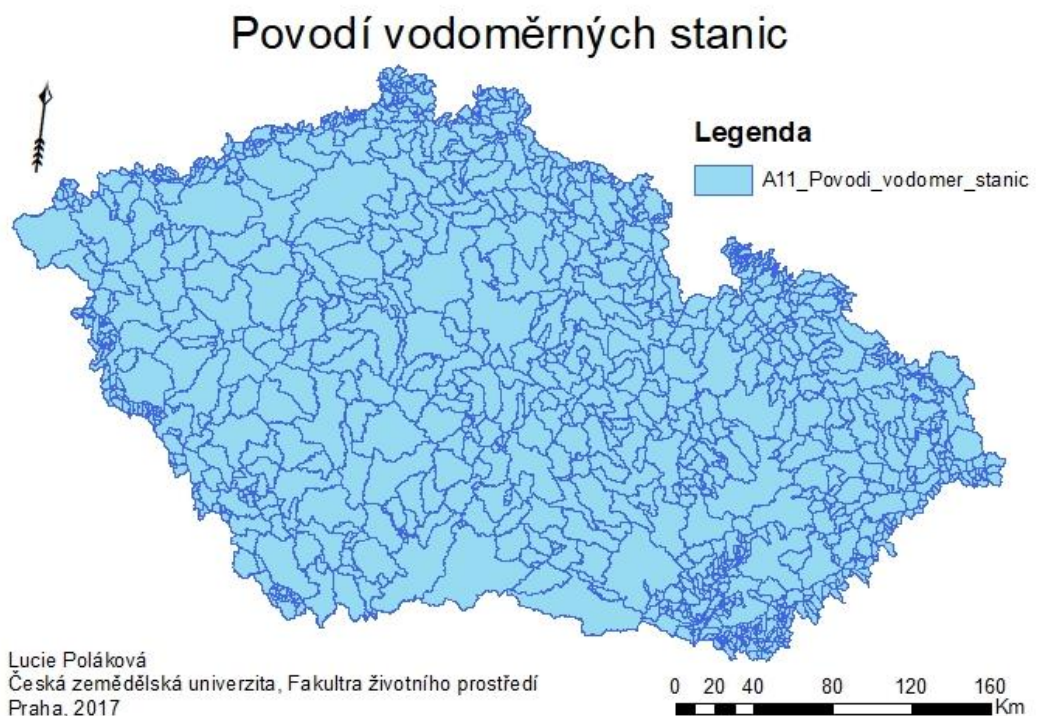 Povodí vodoměrných stanic
Legenda
A11_Povodi_vodomer_stanic
Lucie Poláková
Česká zemědělská univerzita, Fakultra životního prostředí
Praha, 2017
0 20 40 80 120 160
Km